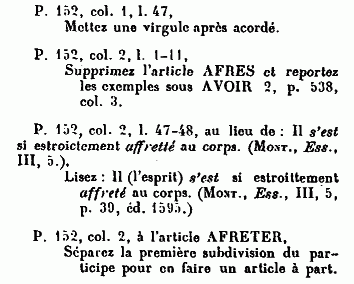 P. 152, col. 1, l. 47,
Mettez une virgule après acordé.
P. 152, col. 2, l. 1-11,
Supprimez l'article AFRES et reportez
les exemples sous AVOIR 2, p. 538,
col. 3.
P. 152, col. 2, l. 47-48, au lieu de : Il s'est
si estroictement affretté au corps. (MONT., Ess.,
III, 5.).
Lisez : Il (l'esprit) s'est si estroittement
affreté au corps. (MONT., Ess., III, 5,
p. 39, éd. 1595.)
P. 152, col. 2, à l'article AFRETER,
Séparez la première subdivision du par-
ticipe pour en faire un article à part.